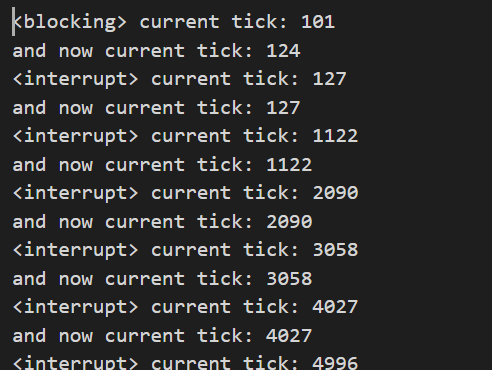 <blocking> current tick: 101
and now current tick: 124
<interrupt> current tick: 127
and now current tick: 127
<interrupt> current tick: 1122
and now current tick: 1122
<interrupt> current tick: 2090
and now current tick: 2090
<interrupt> current tick: 3058
and now current tick: 3058
<interrupt> current tick: 4027
and now current tick: 4027
<interrupt> current tick: 4996